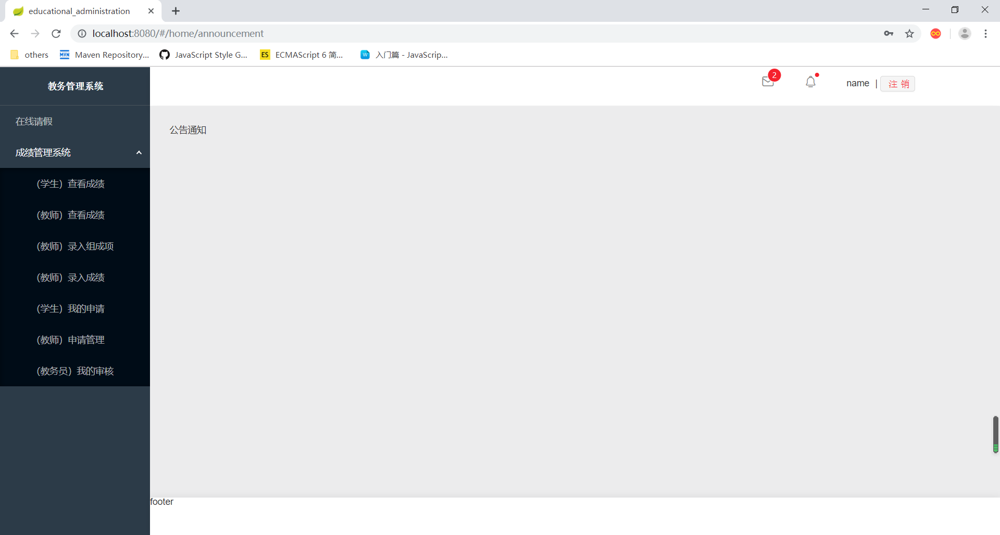 educational_administration
localhost:8080/#/home/announcement
others
Maven Repository...
JavaScript Style G...
ES ECMAScript 6 简...
W 入门篇 - JavaScrip...
教务管理系统
2
name | 注 销
在线请假
公告通知
成绩管理系统
(学生) 查看成绩
(教师) 查看成绩
(教师) 录入组成项
(教师) 录入成绩
(学生) 我的申请
(教师) 申请管理
(教务员) 我的审核
footer